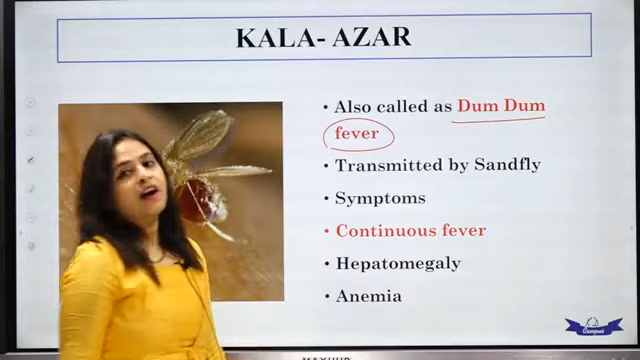 KALA- AZAR
• Also called as Dum Dum
fever
• Transmitted by Sandfly
• Symptoms
• Continuous fever
• Hepatomegaly
• Anemia